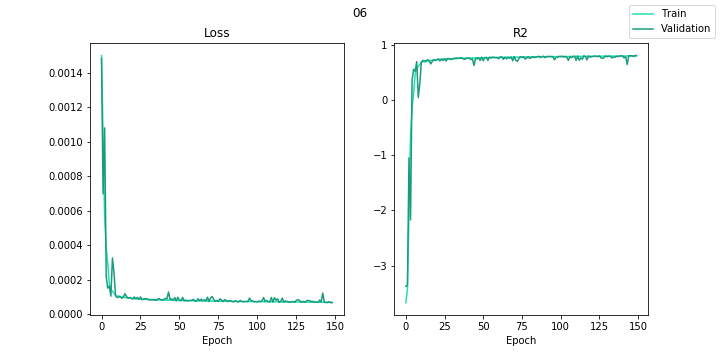 06
Train
Validation
Loss
R2
0.0014
0.0012
0.0010
0.0008
0.0006
0.0004
0.0002
0.0000
0 25 50 75 100 125 150
Epoch
1
0
−1
−2
−3
0 25 50 75 100 125 150
Epoch